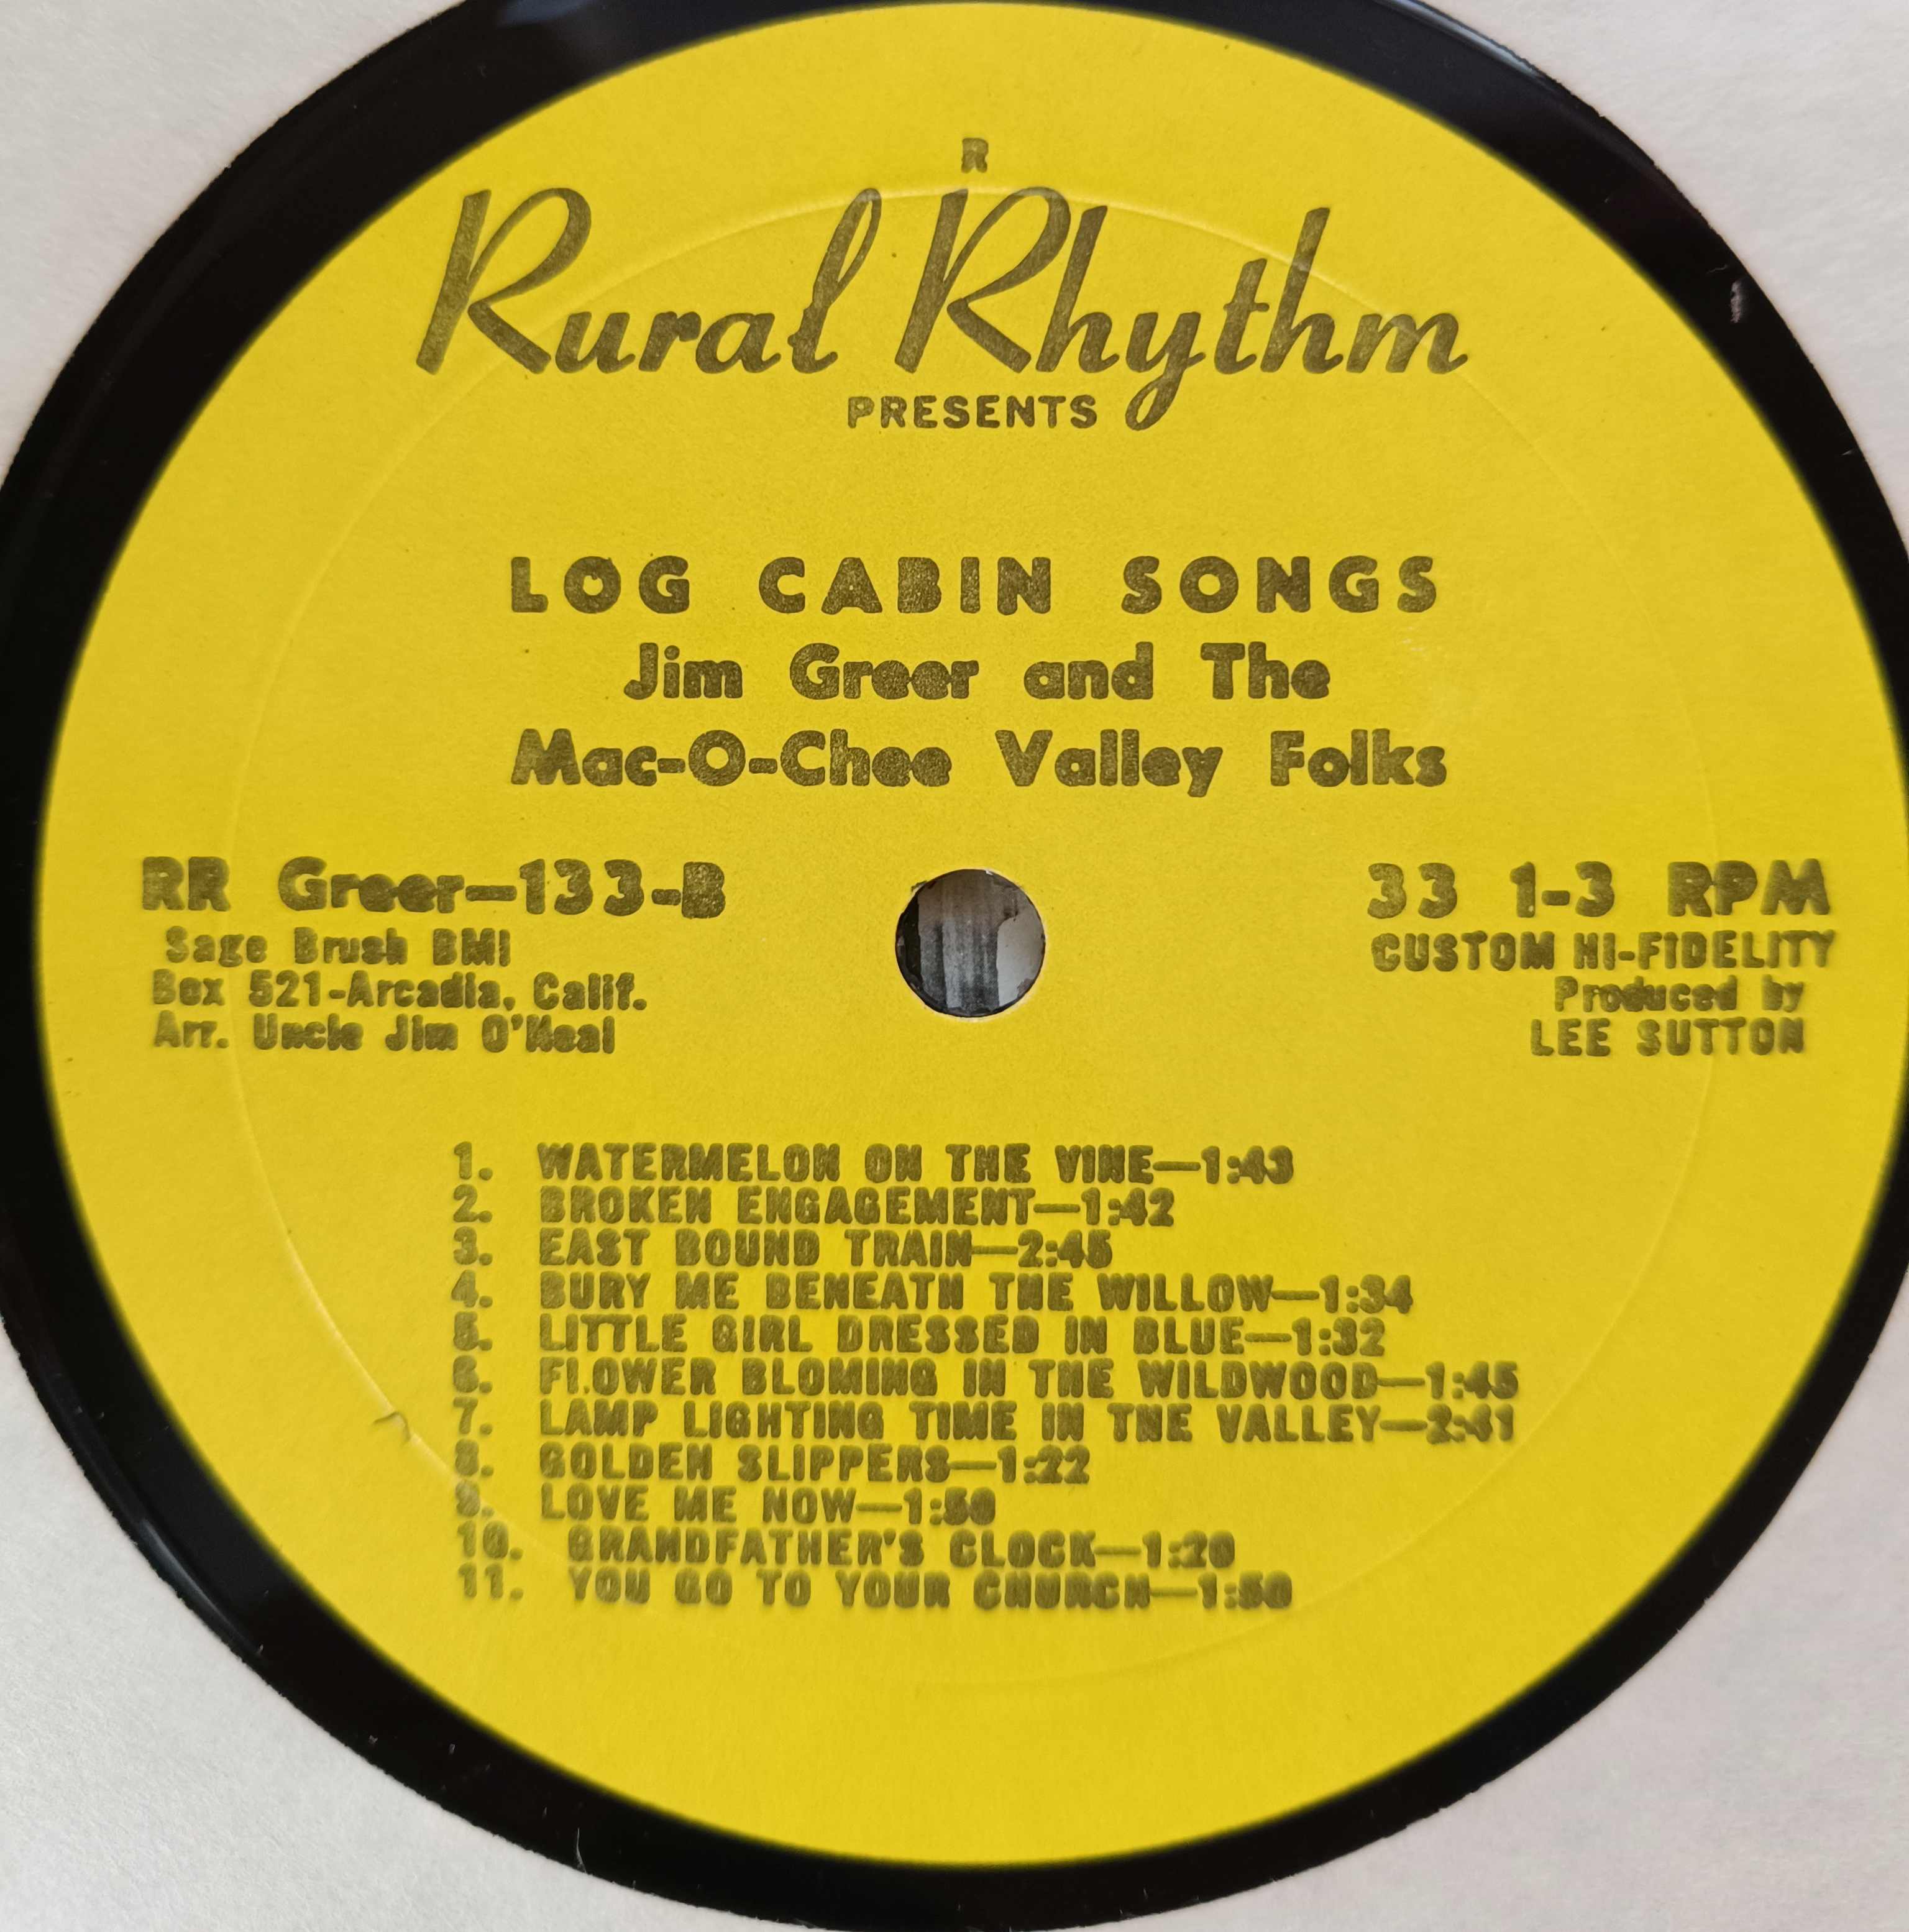 R
Rural Rhythm
PRESENTS
LOG CABIN SONGS
Jim Greer and The
Mac-O-Chee Valley Folks
RR Greer—133-B
Sage Brush BMI
Box 521-Arcadia, Calif.
Arr. Uncle Jim O'Neal
33 1-3 RPM
CUSTOM HI-FIDELITY
Produced by
LEE SUTTON
1. WATERMELON ON THE VINE—1:43
2. BROKEN ENGAGEMENT—1:42
3. EAST BOUND TRAIN—2:45
4. BURY ME BENEATH THE WILLOW—1:34
5. LITTLE GIRL DRESSED IN BLUE—1:32
6. FLOWER BLOMING IN THE WILDWOOD—1:45
7. LAMP LIGHTING TIME IN THE VALLEY—2:41
8. GOLDEN SLIPPERS—1:22
9. LOVE ME NOW—1:50
10. GRANDFATHER'S CLOCK—1:20
11. YOU GO TO YOUR CHURCH—1:50